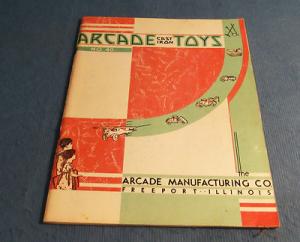 ARCADE CAST IRON TOYS
NO. 40
the
ARCADE MANUFACTURING CO
FREEPORT - ILLINOIS